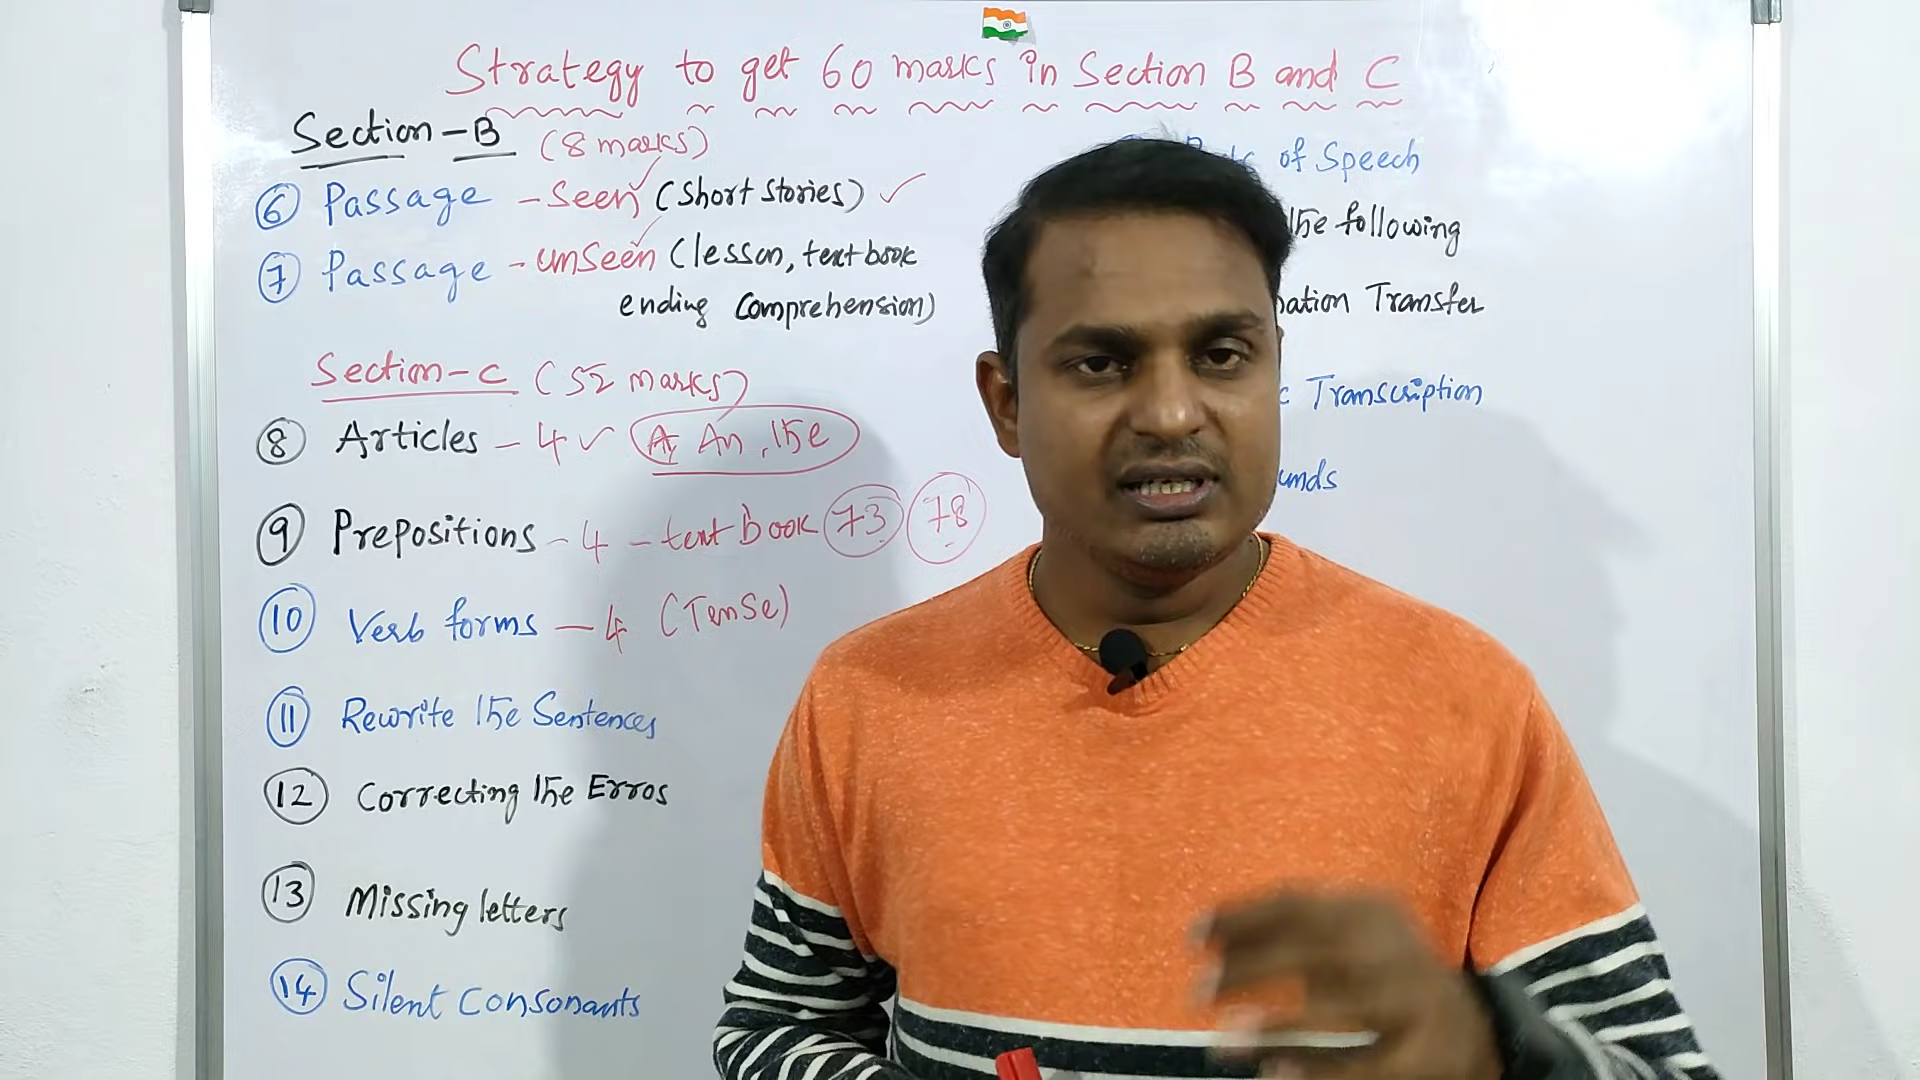 Strategy to get 60 marks in Section B and C
Section-B (8 marks)
6 Passage - Seen (Short Stories) ✓
7 Passage - unseen (lesson, text book
ending Comprehension)
Section-C (52 marks)
8 Articles - 4 ✓ A, An, The
9 Prepositions - 4 - text Book 73 78
10 Verb forms - 4 (Tense)
11 Rewrite The Sentences
12 Correcting The Erros
13 Missing letters
14 Silent Consonants
of Speech
The following
Transfer
Transcription